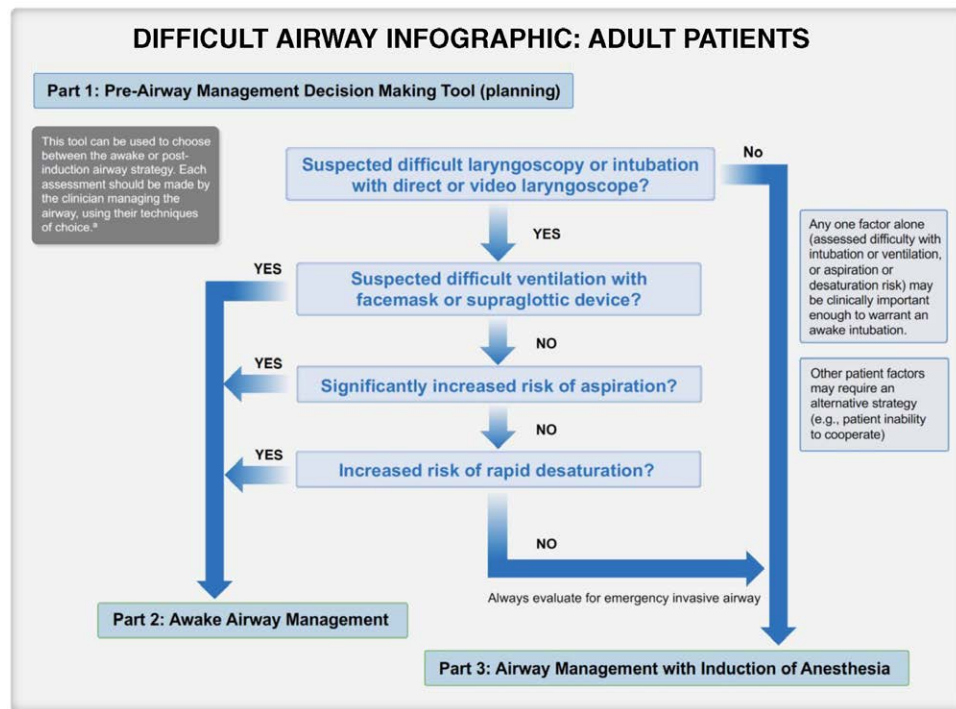 DIFFICULT AIRWAY INFOGRAPHIC: ADULT PATIENTS
Part 1: Pre-Airway Management Decision Making Tool (planning)
This tool can be used to choose
between the awake or post-
induction airway strategy. Each
assessment should be made by
the clinician managing the
airway, using their techniques
of choice.ª
Suspected difficult laryngoscopy or intubation
with direct or video laryngoscope?
No
YES
Any one factor alone
(assessed difficulty with
intubation or ventilation,
or aspiration or
desaturation risk) may
be clinically important
enough to warrant an
awake intubation.
YES
Suspected difficult ventilation with
facemask or supraglottic device?
NO
Other patient factors
may require an
alternative strategy
(e.g., patient inability
to cooperate)
YES
Significantly increased risk of aspiration?
NO
YES
Increased risk of rapid desaturation?
NO
Always evaluate for emergency invasive airway
Part 2: Awake Airway Management
Part 3: Airway Management with Induction of Anesthesia